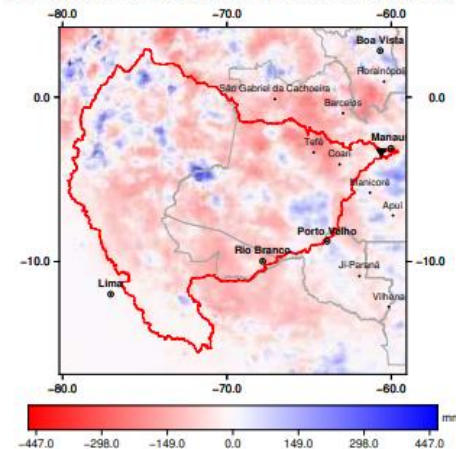 −80.0 −70.0 −60.0
Boa Vista
Rorainópol
0.0 0.0
São Gabriel da Cachoeira
Barcelos
Manau
Tefé
Coari
Manicoré
Apuí
Porto Velho
−10.0 −10.0
Rio Branco
Ji-Paraná
Lima
Vilhena
−80.0 −70.0 −60.0
mm
−447.0 −298.0 −149.0 0.0 149.0 298.0 447.0